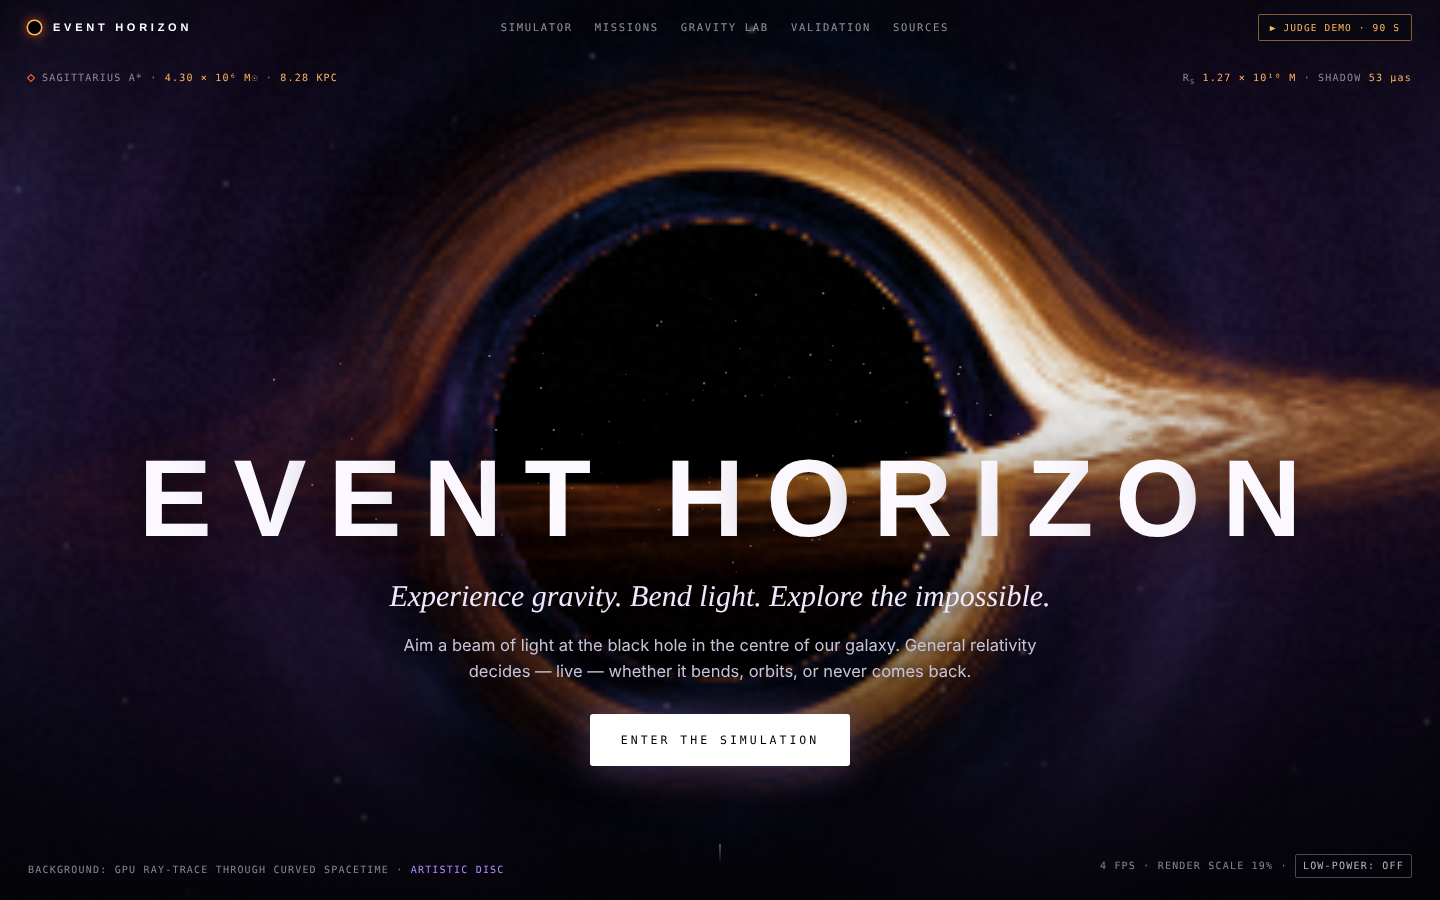 EVENT HORIZON
SIMULATOR MISSIONS GRAVITY LAB VALIDATION SOURCES
▶ JUDGE DEMO · 90 S
◇ SAGITTARIUS A* · 4.30 × 10⁶ M☉ · 8.28 KPC
Rs 1.27 × 10¹⁰ M · SHADOW 53 µas
EVENT HORIZON
Experience gravity. Bend light. Explore the impossible.
Aim a beam of light at the black hole in the centre of our galaxy. General relativity
decides — live — whether it bends, orbits, or never comes back.
ENTER THE SIMULATION
BACKGROUND: GPU RAY-TRACE THROUGH CURVED SPACETIME · ARTISTIC DISC
4 FPS · RENDER SCALE 19% · LOW-POWER: OFF